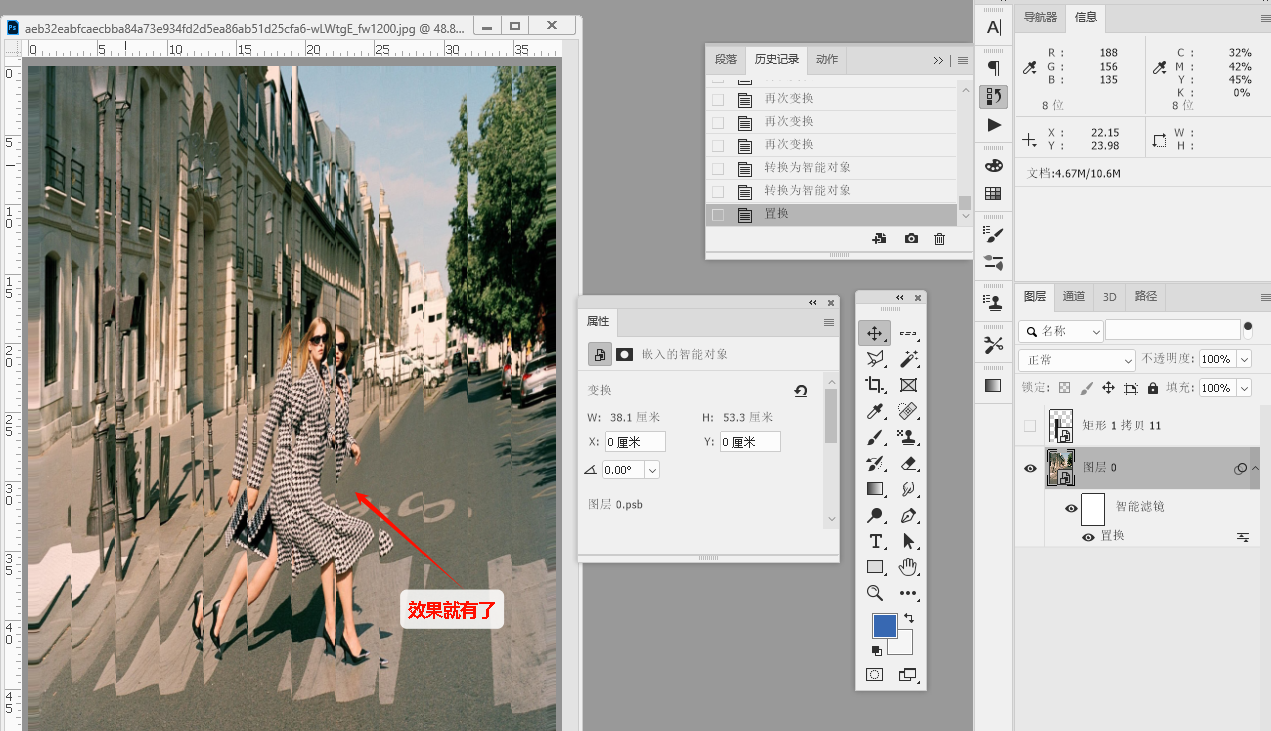 aeb32eabfcaecbba84a73e934fd2d5ea86ab51d25cfa6-wLWtgE_fw1200.jpg @ 48.8...
0 5 10 15 20 25 30 35
0
5
10
15
20
25
30
35
40
45
效果就有了
段落 历史记录 动作
再次变换
再次变换
再次变换
转换为智能对象
转换为智能对象
置换
属性
嵌入的智能对象
变换
W: 38.1 厘米 H: 53.3 厘米
X: 0 厘米 Y: 0 厘米
0.00°
图层 0.psb
导航器 信息
R : 188 C : 32%
G : 156 M : 42%
B : 135 Y : 45%
K : 0%
8 位 8 位
X : 22.15 W :
Y : 23.98 H :
文档:4.67M/10.6M
图层 通道 3D 路径
名称
正常 不透明度: 100%
锁定: 填充: 100%
矩形 1 拷贝 11
图层 0
智能滤镜
置换